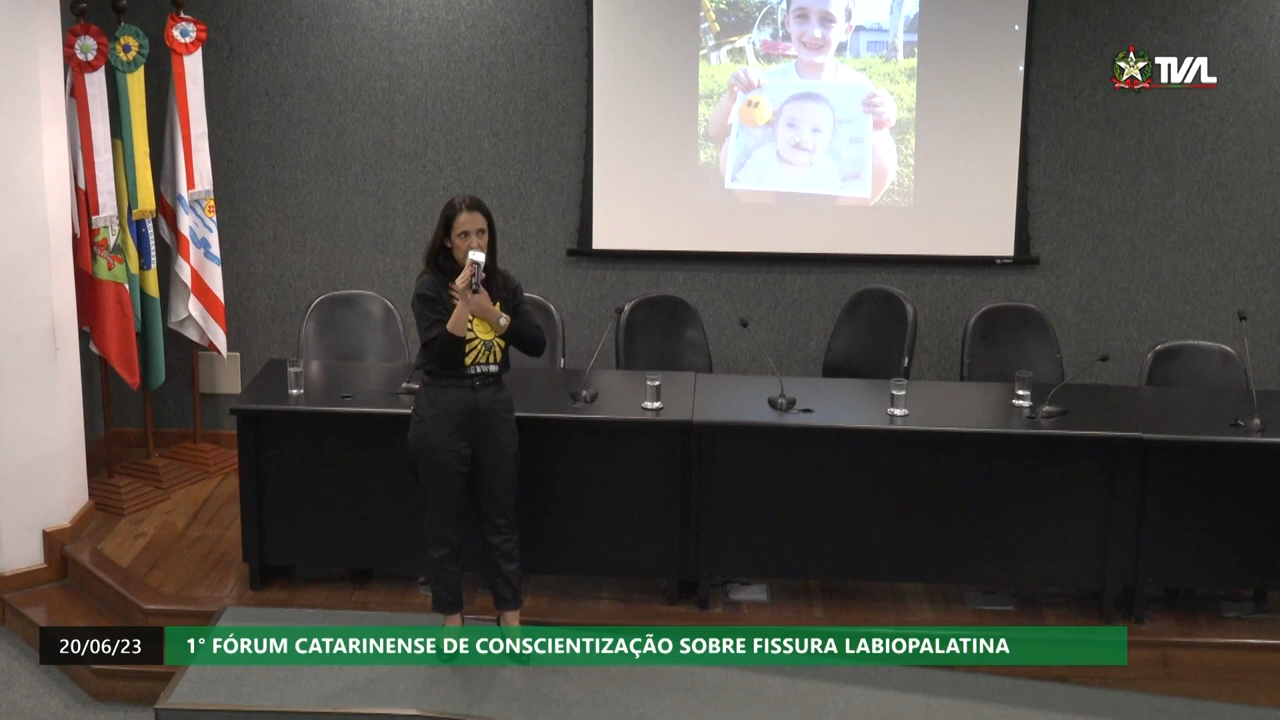 TVAL
20/06/23
1° FÓRUM CATARINENSE DE CONSCIENTIZAÇÃO SOBRE FISSURA LABIOPALATINA